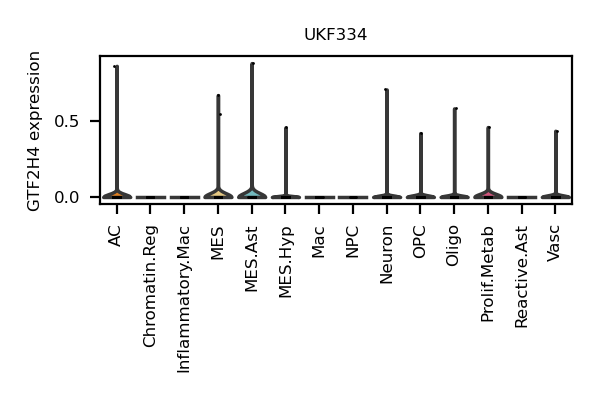 UKF334
GTF2H4 expression
0.5
0.0
AC
Chromatin.Reg
Inflammatory.Mac
MES
MES.Ast
MES.Hyp
Mac
NPC
Neuron
OPC
Oligo
Prolif.Metab
Reactive.Ast
Vasc